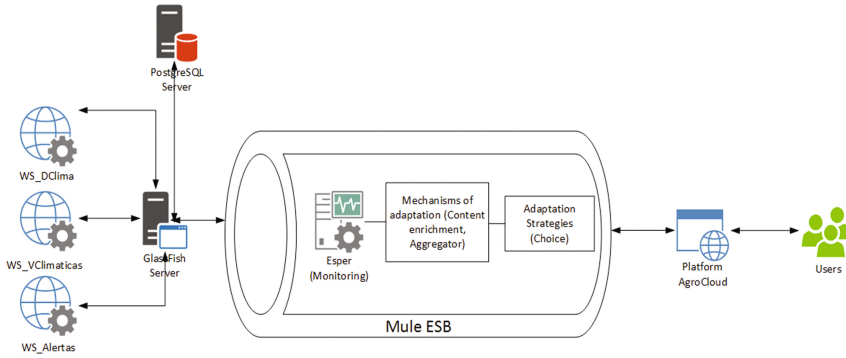 PostgreSQL
Server
WS_DClima
WS_VClimaticas
WS_Alertas
GlassFish
Server
Esper
(Monitoring)
Mechanisms of
adaptation (Content
enrichment,
Aggregator)
Adaptation
Strategies
(Choice)
Mule ESB
Platform
AgroCloud
Users